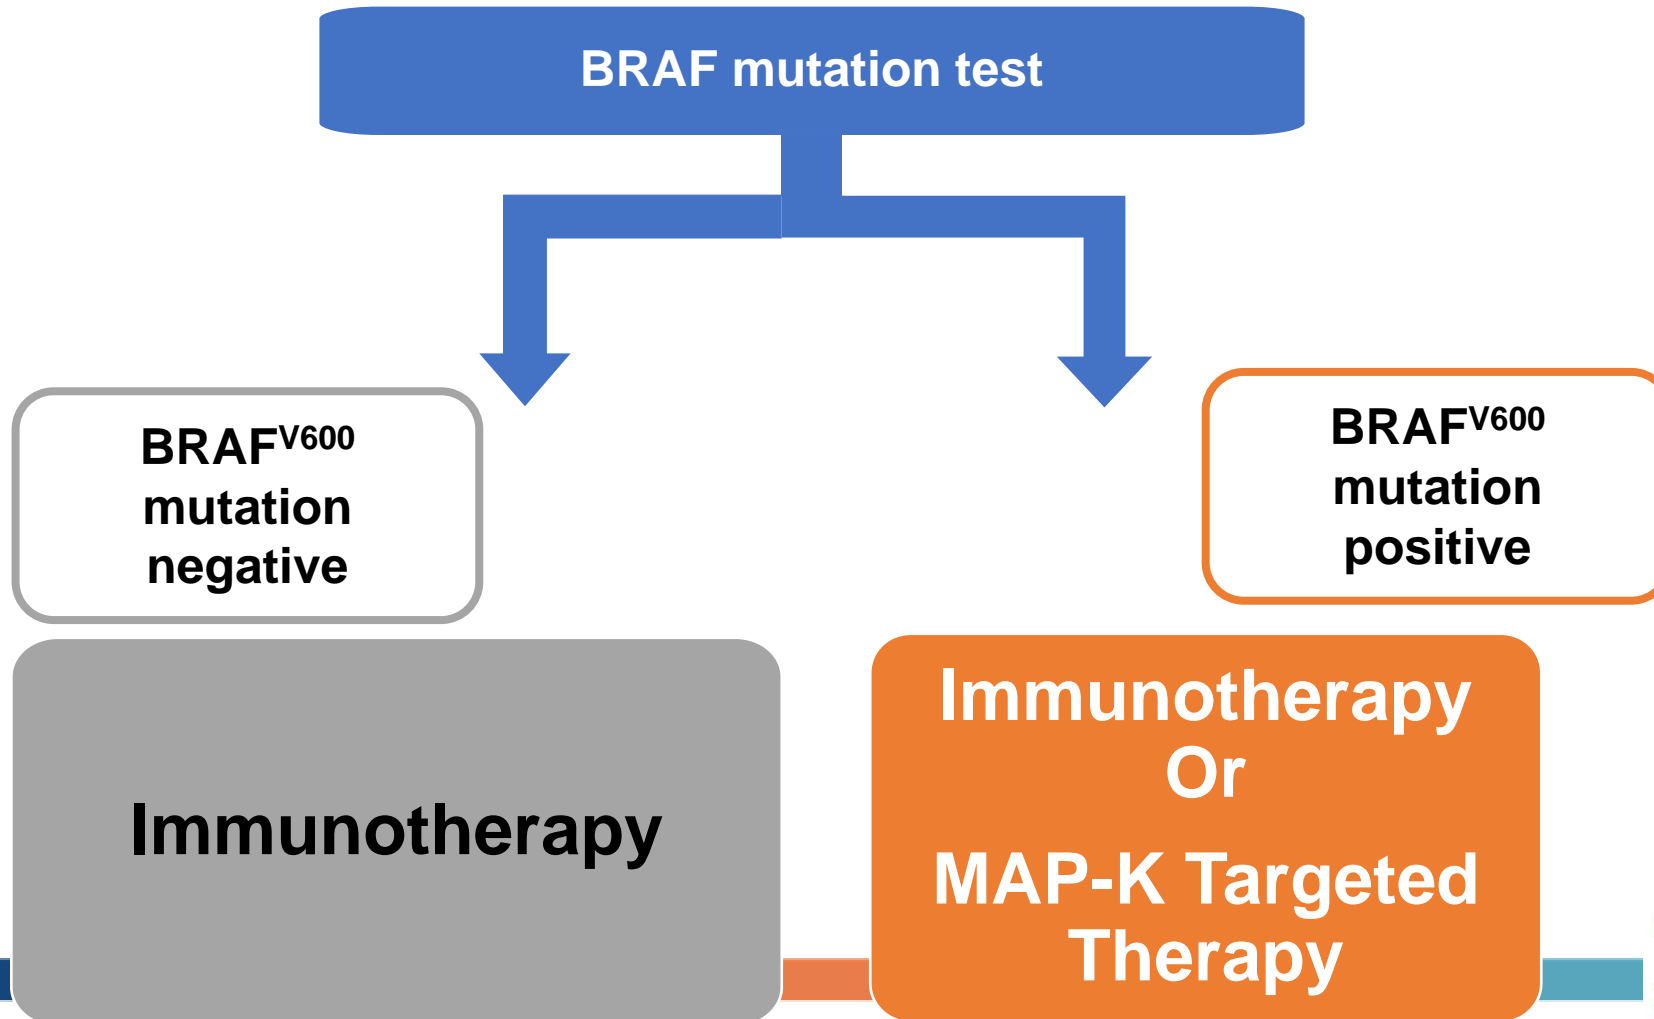 BRAF mutation test
BRAFV600
mutation
negative
BRAFV600
mutation
positive
Immunotherapy
Immunotherapy
Or
MAP-K Targeted
Therapy